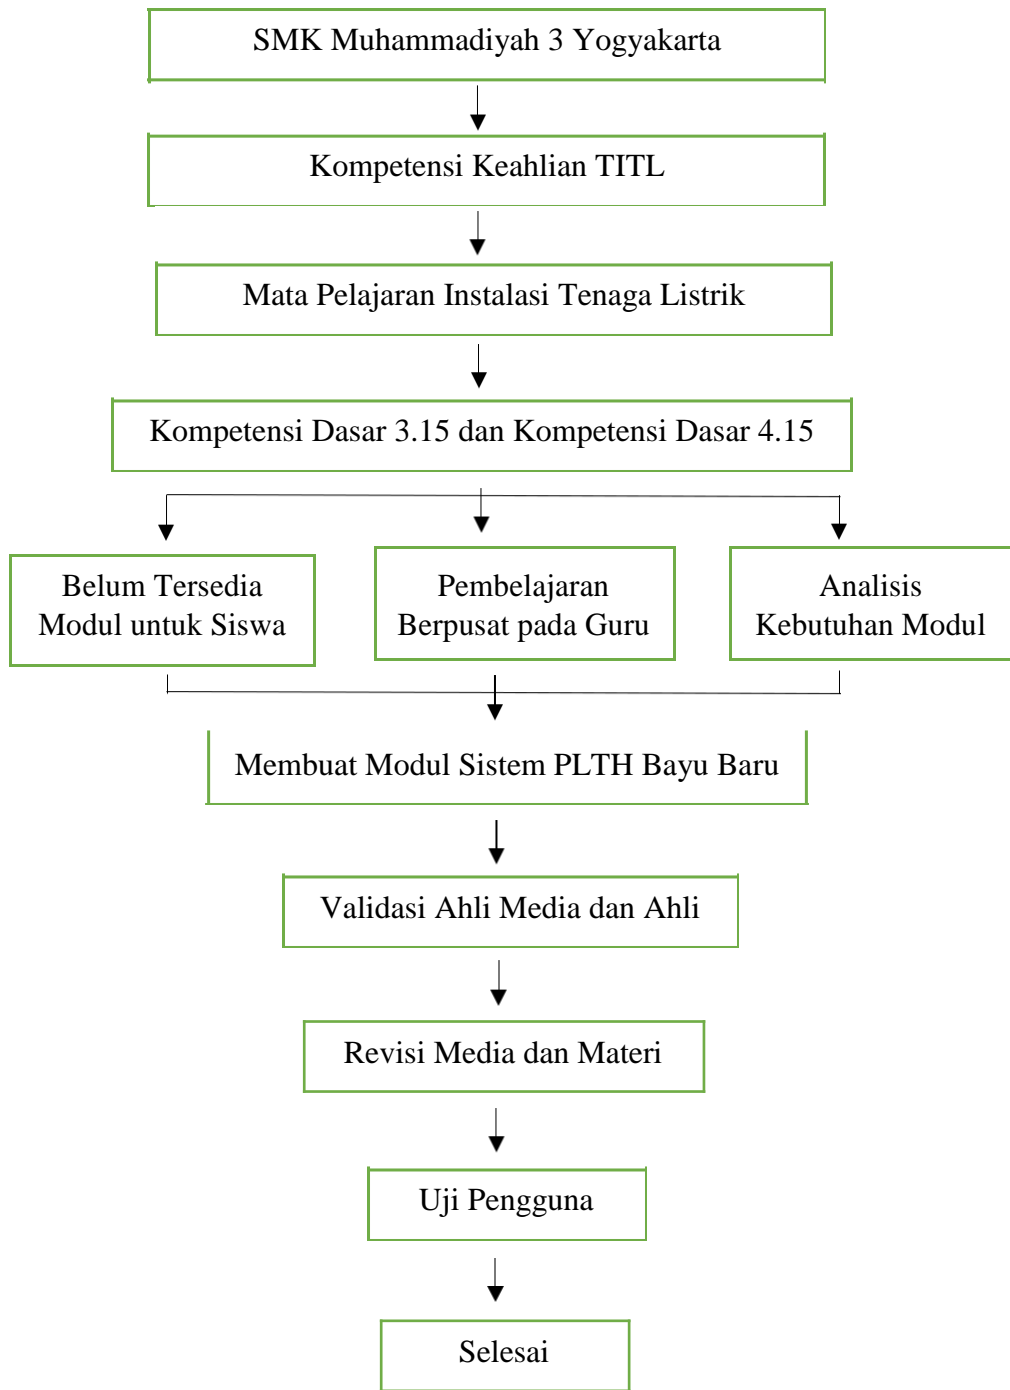 SMK Muhammadiyah 3 Yogyakarta
Kompetensi Keahlian TITL
Mata Pelajaran Instalasi Tenaga Listrik
Kompetensi Dasar 3.15 dan Kompetensi Dasar 4.15
Belum Tersedia
Modul untuk Siswa
Pembelajaran
Berpusat pada Guru
Analisis
Kebutuhan Modul
Membuat Modul Sistem PLTH Bayu Baru
Validasi Ahli Media dan Ahli
Revisi Media dan Materi
Uji Pengguna
Selesai